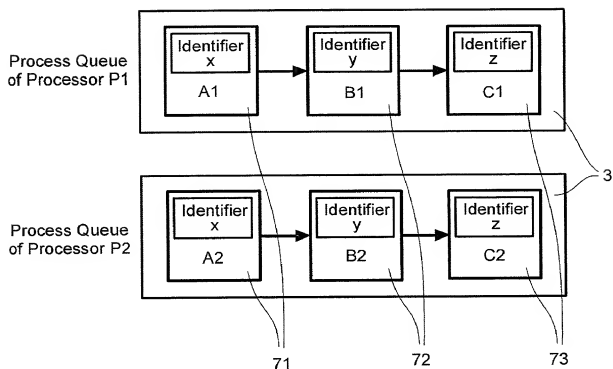 Process Queue
of Processor P1
Identifier
x
A1
Identifier
y
B1
Identifier
z
C1
3
Process Queue
of Processor P2
Identifier
x
A2
Identifier
y
B2
Identifier
z
C2
71
72
73